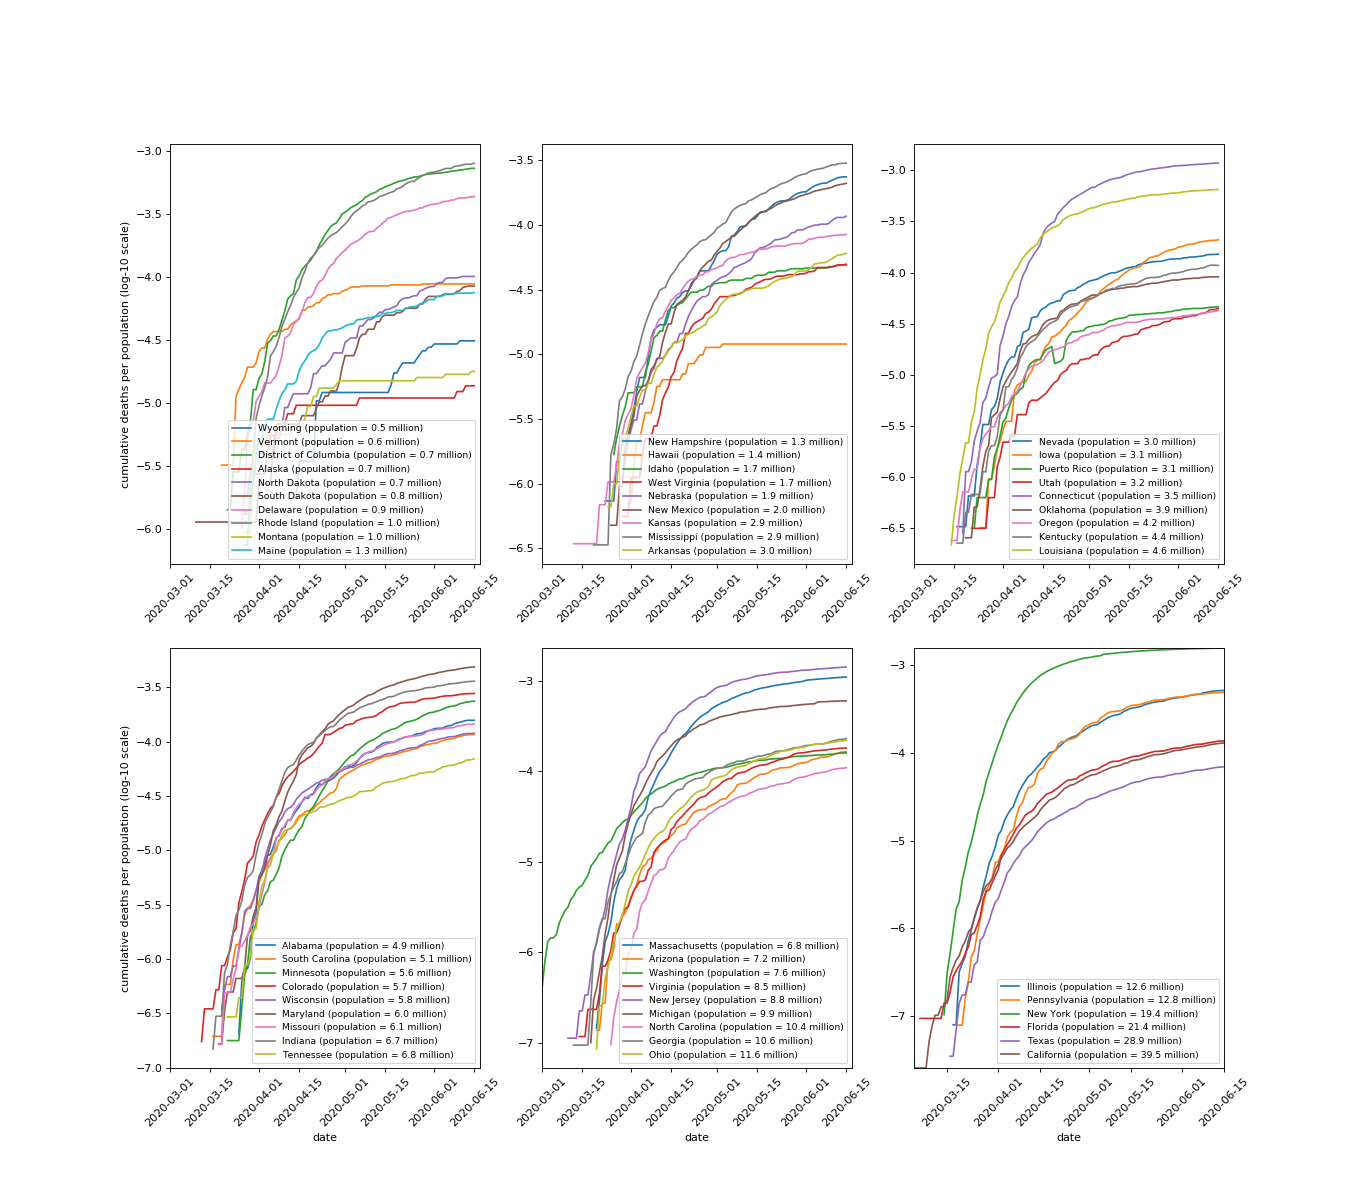 cumulative deaths per population (log-10 scale)
−3.0
−3.5
−4.0
−4.5
−5.0
−5.5
−6.0
Wyoming (population = 0.5 million)
Vermont (population = 0.6 million)
District of Columbia (population = 0.7 million)
Alaska (population = 0.7 million)
North Dakota (population = 0.7 million)
South Dakota (population = 0.8 million)
Delaware (population = 0.9 million)
Rhode Island (population = 1.0 million)
Montana (population = 1.0 million)
Maine (population = 1.3 million)
2020-03-01
2020-03-15
2020-04-01
2020-04-15
2020-05-01
2020-05-15
2020-06-01
2020-06-15
−3.5
−4.0
−4.5
−5.0
−5.5
−6.0
−6.5
New Hampshire (population = 1.3 million)
Hawaii (population = 1.4 million)
Idaho (population = 1.7 million)
West Virginia (population = 1.7 million)
Nebraska (population = 1.9 million)
New Mexico (population = 2.0 million)
Kansas (population = 2.9 million)
Mississippi (population = 2.9 million)
Arkansas (population = 3.0 million)
2020-03-01
2020-03-15
2020-04-01
2020-04-15
2020-05-01
2020-05-15
2020-06-01
2020-06-15
−3.0
−3.5
−4.0
−4.5
−5.0
−5.5
−6.0
−6.5
Nevada (population = 3.0 million)
Iowa (population = 3.1 million)
Puerto Rico (population = 3.1 million)
Utah (population = 3.2 million)
Connecticut (population = 3.5 million)
Oklahoma (population = 3.9 million)
Oregon (population = 4.2 million)
Kentucky (population = 4.4 million)
Louisiana (population = 4.6 million)
2020-03-01
2020-03-15
2020-04-01
2020-04-15
2020-05-01
2020-05-15
2020-06-01
2020-06-15
cumulative deaths per population (log-10 scale)
−3.5
−4.0
−4.5
−5.0
−5.5
−6.0
−6.5
−7.0
Alabama (population = 4.9 million)
South Carolina (population = 5.1 million)
Minnesota (population = 5.6 million)
Colorado (population = 5.7 million)
Wisconsin (population = 5.8 million)
Maryland (population = 6.0 million)
Missouri (population = 6.1 million)
Indiana (population = 6.7 million)
Tennessee (population = 6.8 million)
2020-03-01
2020-03-15
2020-04-01
2020-04-15
2020-05-01
2020-05-15
2020-06-01
2020-06-15
date
−3
−4
−5
−6
−7
Massachusetts (population = 6.8 million)
Arizona (population = 7.2 million)
Washington (population = 7.6 million)
Virginia (population = 8.5 million)
New Jersey (population = 8.8 million)
Michigan (population = 9.9 million)
North Carolina (population = 10.4 million)
Georgia (population = 10.6 million)
Ohio (population = 11.6 million)
2020-03-01
2020-03-15
2020-04-01
2020-04-15
2020-05-01
2020-05-15
2020-06-01
2020-06-15
date
−3
−4
−5
−6
−7
Illinois (population = 12.6 million)
Pennsylvania (population = 12.8 million)
New York (population = 19.4 million)
Florida (population = 21.4 million)
Texas (population = 28.9 million)
California (population = 39.5 million)
2020-03-15
2020-04-01
2020-04-15
2020-05-01
2020-05-15
2020-06-01
2020-06-15
date